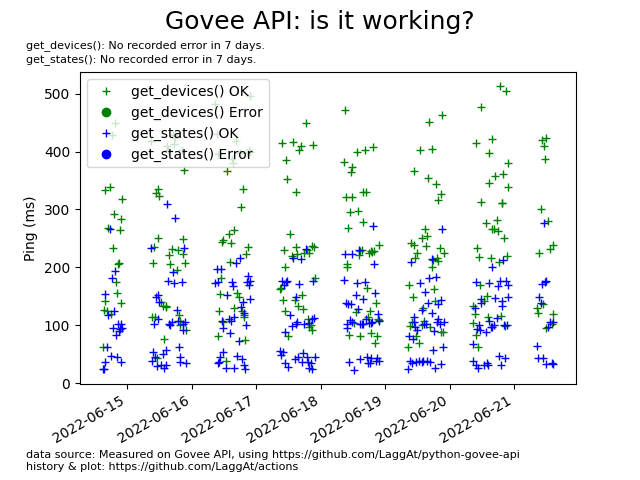 Govee API: is it working?
get_devices(): No recorded error in 7 days.
get_states(): No recorded error in 7 days.
get_devices() OK
get_devices() Error
get_states() OK
get_states() Error
Ping (ms)
500
400
300
200
100
0
2022-06-15
2022-06-16
2022-06-17
2022-06-18
2022-06-19
2022-06-20
2022-06-21
data source: Measured on Govee API, using https://github.com/LaggAt/python-govee-api
history & plot: https://github.com/LaggAt/actions